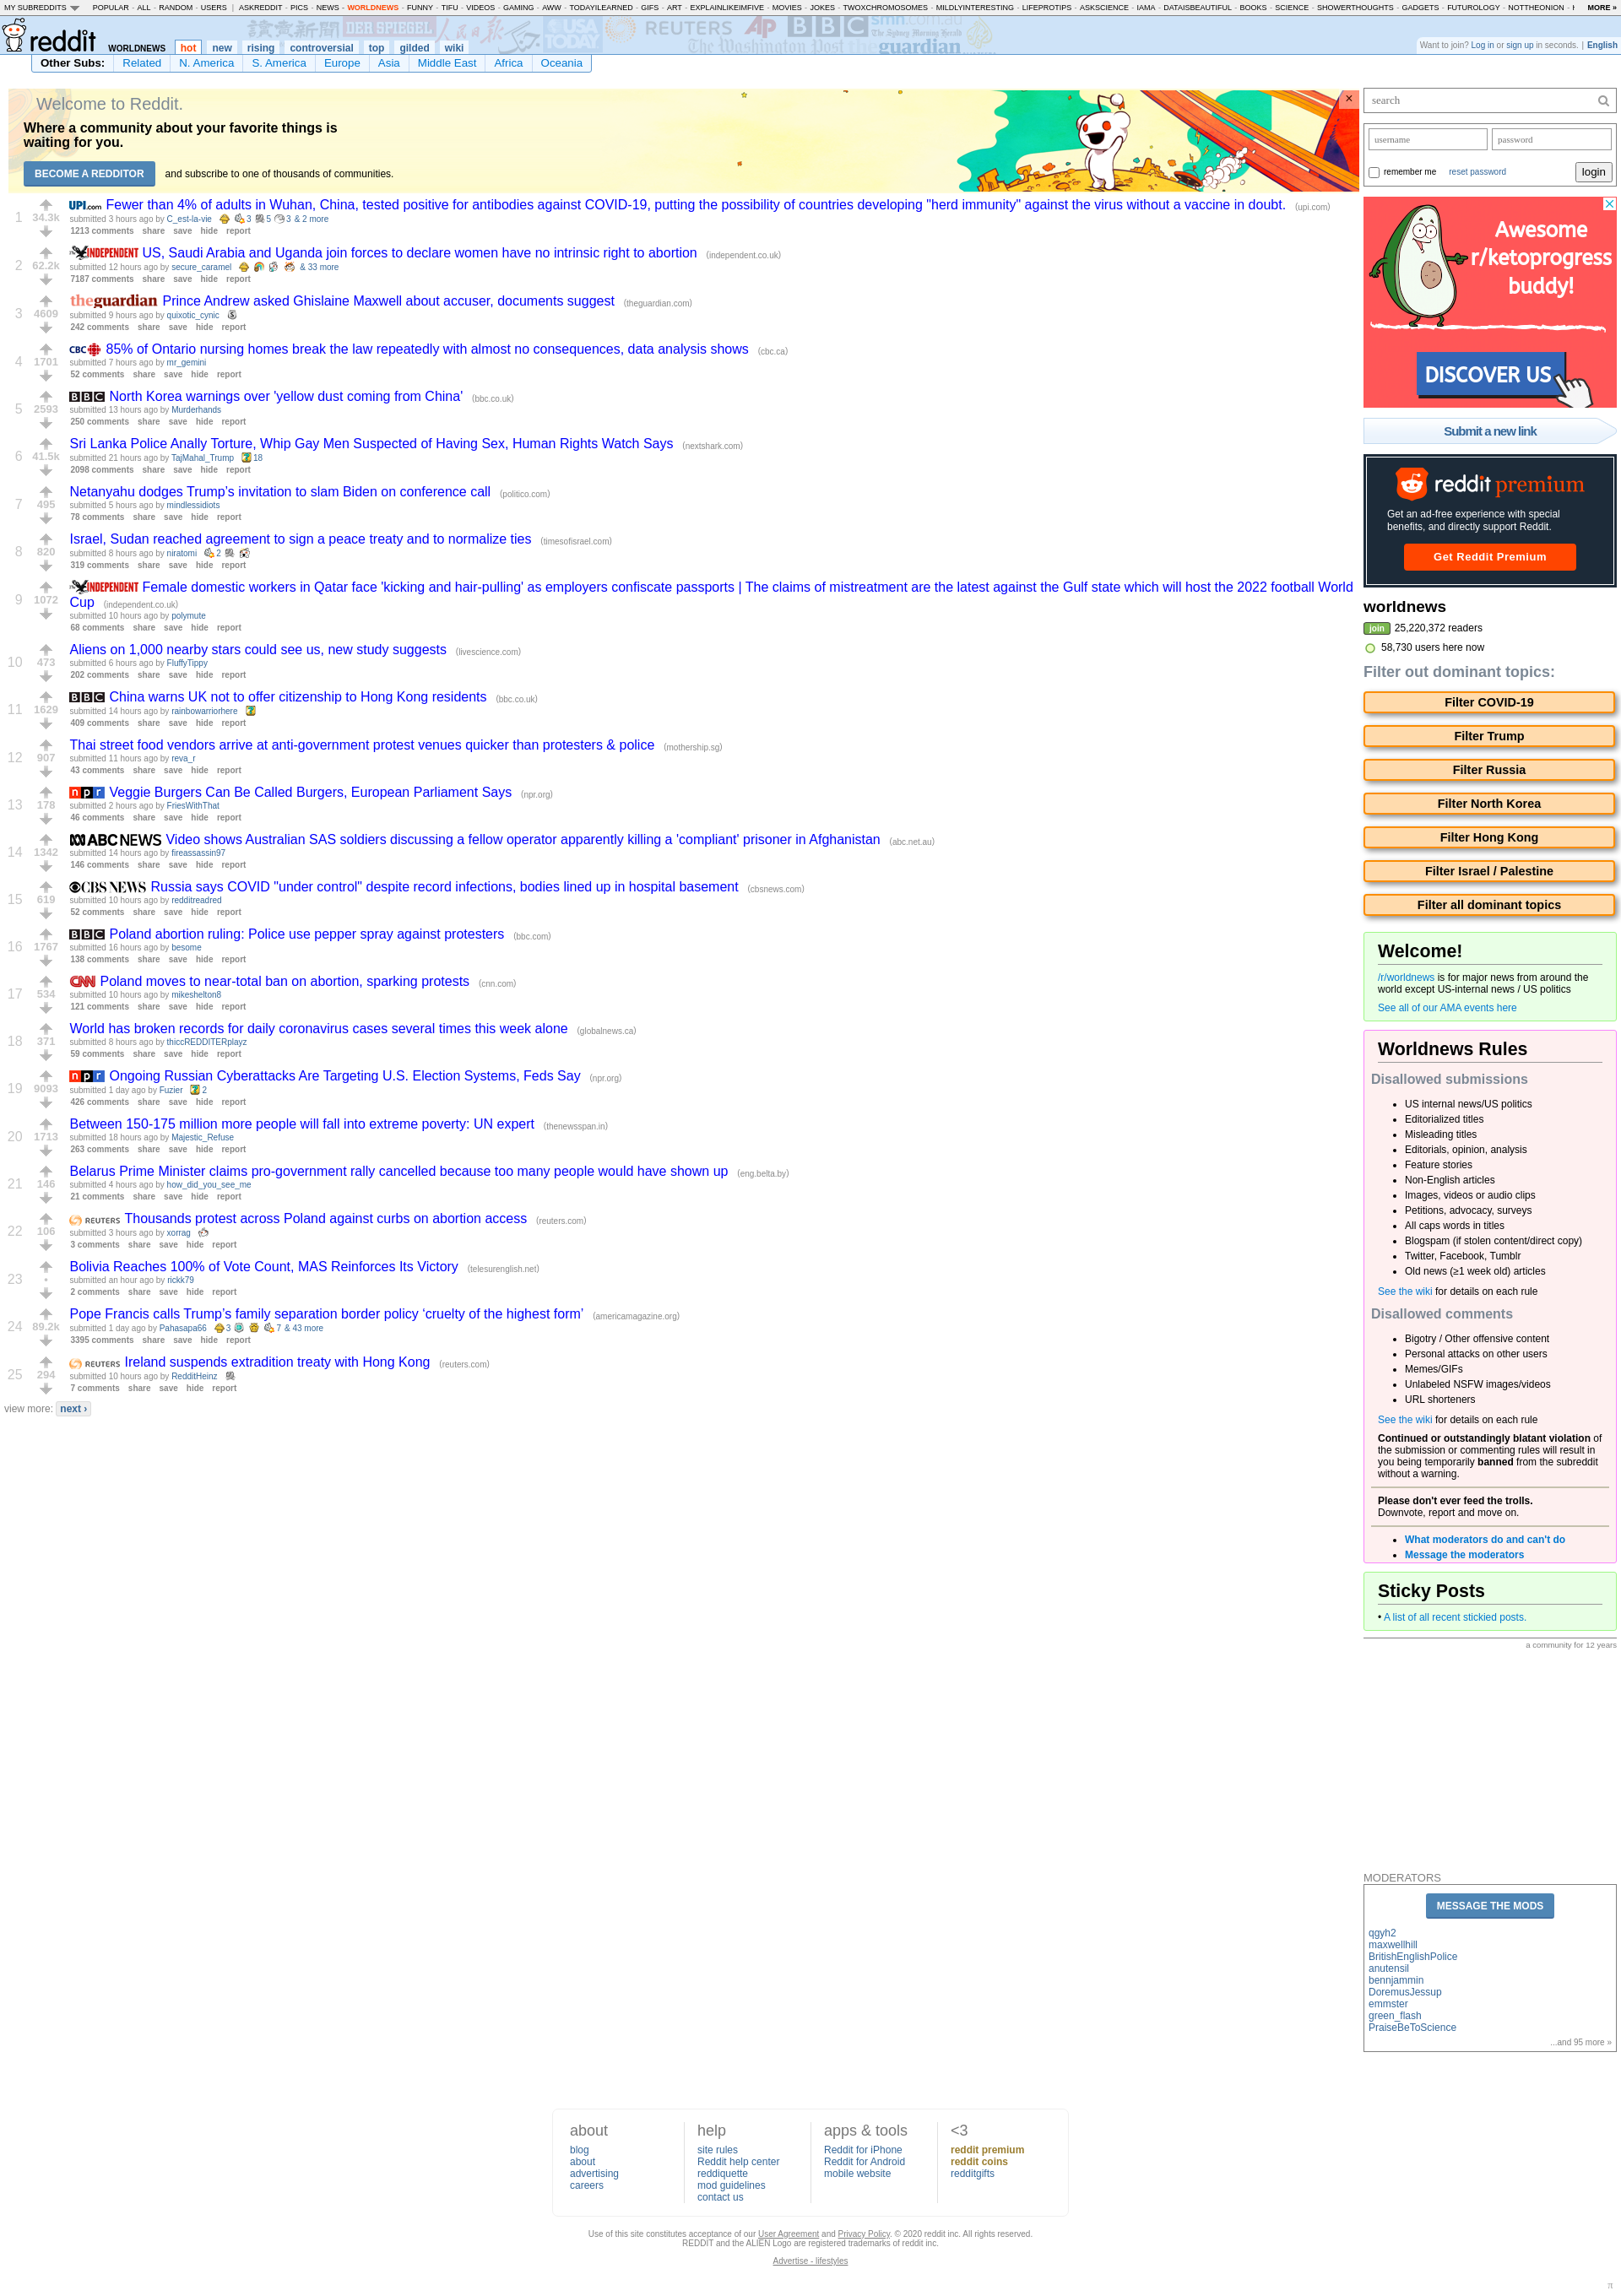 MY SUBREDDITS POPULAR - ALL - RANDOM - USERS | ASKREDDIT - PICS - NEWS - WORLDNEWS - FUNNY - TIFU - VIDEOS - GAMING - AWW - TODAYILEARNED - GIFS - ART - EXPLAINLIKEIMFIVE - MOVIES - JOKES - TWOXCHROMOSOMES - MILDLYINTERESTING - LIFEPROTIPS - ASKSCIENCE - IAMA - DATAISBEAUTIFUL - BOOKS - SCIENCE - SHOWERTHOUGHTS - GADGETS - FUTUROLOGY - NOTTHEONION - MORE »
reddit WORLDNEWS hot new rising controversial top gilded wiki
DER SPIEGEL USA TODAY REUTERS AP BBC smh.com.au The Sydney Morning Herald The Washington Post the guardian
Want to join? Log in or sign up in seconds. | English
Other Subs: Related N. America S. America Europe Asia Middle East Africa Oceania
Welcome to Reddit.
Where a community about your favorite things is
waiting for you.
BECOME A REDDITOR and subscribe to one of thousands of communities.
×
1 34.3k
UPI.com Fewer than 4% of adults in Wuhan, China, tested positive for antibodies against COVID-19, putting the possibility of countries developing "herd immunity" against the virus without a vaccine in doubt. (upi.com)
submitted 3 hours ago by C_est-la-vie 3 5 3 & 2 more
1213 comments share save hide report
2 62.2k
INDEPENDENT US, Saudi Arabia and Uganda join forces to declare women have no intrinsic right to abortion (independent.co.uk)
submitted 12 hours ago by secure_caramel & 33 more
7187 comments share save hide report
3 4609
theguardian Prince Andrew asked Ghislaine Maxwell about accuser, documents suggest (theguardian.com)
submitted 9 hours ago by quixotic_cynic
242 comments share save hide report
4 1701
CBC 85% of Ontario nursing homes break the law repeatedly with almost no consequences, data analysis shows (cbc.ca)
submitted 7 hours ago by mr_gemini
52 comments share save hide report
5 2593
BBC North Korea warnings over 'yellow dust coming from China' (bbc.co.uk)
submitted 13 hours ago by Murderhands
250 comments share save hide report
6 41.5k
Sri Lanka Police Anally Torture, Whip Gay Men Suspected of Having Sex, Human Rights Watch Says (nextshark.com)
submitted 21 hours ago by TajMahal_Trump 18
2098 comments share save hide report
7 495
Netanyahu dodges Trump's invitation to slam Biden on conference call (politico.com)
submitted 5 hours ago by mindlessidiots
78 comments share save hide report
8 820
Israel, Sudan reached agreement to sign a peace treaty and to normalize ties (timesofisrael.com)
submitted 8 hours ago by niratomi 2
319 comments share save hide report
9 1072
INDEPENDENT Female domestic workers in Qatar face 'kicking and hair-pulling' as employers confiscate passports | The claims of mistreatment are the latest against the Gulf state which will host the 2022 football World
Cup (independent.co.uk)
submitted 10 hours ago by polymute
68 comments share save hide report
10 473
Aliens on 1,000 nearby stars could see us, new study suggests (livescience.com)
submitted 6 hours ago by FluffyTippy
202 comments share save hide report
11 1629
BBC China warns UK not to offer citizenship to Hong Kong residents (bbc.co.uk)
submitted 14 hours ago by rainbowarriorhere
409 comments share save hide report
12 907
Thai street food vendors arrive at anti-government protest venues quicker than protesters & police (mothership.sg)
submitted 11 hours ago by reva_r
43 comments share save hide report
13 178
npr Veggie Burgers Can Be Called Burgers, European Parliament Says (npr.org)
submitted 2 hours ago by FriesWithThat
46 comments share save hide report
14 1342
ABC NEWS Video shows Australian SAS soldiers discussing a fellow operator apparently killing a 'compliant' prisoner in Afghanistan (abc.net.au)
submitted 14 hours ago by fireassassin97
146 comments share save hide report
15 619
CBS NEWS Russia says COVID "under control" despite record infections, bodies lined up in hospital basement (cbsnews.com)
submitted 10 hours ago by redditreadred
52 comments share save hide report
16 1767
BBC Poland abortion ruling: Police use pepper spray against protesters (bbc.com)
submitted 16 hours ago by besome
138 comments share save hide report
17 534
CNN Poland moves to near-total ban on abortion, sparking protests (cnn.com)
submitted 10 hours ago by mikeshelton8
121 comments share save hide report
18 371
World has broken records for daily coronavirus cases several times this week alone (globalnews.ca)
submitted 8 hours ago by thiccREDDITERplayz
59 comments share save hide report
19 9093
npr Ongoing Russian Cyberattacks Are Targeting U.S. Election Systems, Feds Say (npr.org)
submitted 1 day ago by Fuzier 2
426 comments share save hide report
20 1713
Between 150-175 million more people will fall into extreme poverty: UN expert (thenewsspan.in)
submitted 18 hours ago by Majestic_Refuse
263 comments share save hide report
21 146
Belarus Prime Minister claims pro-government rally cancelled because too many people would have shown up (eng.belta.by)
submitted 4 hours ago by how_did_you_see_me
21 comments share save hide report
22 106
REUTERS Thousands protest across Poland against curbs on abortion access (reuters.com)
submitted 3 hours ago by xorrag
3 comments share save hide report
23 •
Bolivia Reaches 100% of Vote Count, MAS Reinforces Its Victory (telesurenglish.net)
submitted an hour ago by rickk79
2 comments share save hide report
24 89.2k
Pope Francis calls Trump's family separation border policy ‘cruelty of the highest form’ (americamagazine.org)
submitted 1 day ago by Pahasapa66 3 7 & 43 more
3395 comments share save hide report
25 294
REUTERS Ireland suspends extradition treaty with Hong Kong (reuters.com)
submitted 10 hours ago by RedditHeinz
7 comments share save hide report
view more: next ›
search
username password
remember me reset password login
Awesome
r/ketoprogress
buddy!
DISCOVER US
Submit a new link
reddit premium
Get an ad-free experience with special
benefits, and directly support Reddit.
Get Reddit Premium
worldnews
join 25,220,372 readers
58,730 users here now
Filter out dominant topics:
Filter COVID-19
Filter Trump
Filter Russia
Filter North Korea
Filter Hong Kong
Filter Israel / Palestine
Filter all dominant topics
Welcome!
/r/worldnews is for major news from around the
world except US-internal news / US politics
See all of our AMA events here
Worldnews Rules
Disallowed submissions
• US internal news/US politics
• Editorialized titles
• Misleading titles
• Editorials, opinion, analysis
• Feature stories
• Non-English articles
• Images, videos or audio clips
• Petitions, advocacy, surveys
• All caps words in titles
• Blogspam (if stolen content/direct copy)
• Twitter, Facebook, Tumblr
• Old news (≥1 week old) articles
See the wiki for details on each rule
Disallowed comments
• Bigotry / Other offensive content
• Personal attacks on other users
• Memes/GIFs
• Unlabeled NSFW images/videos
• URL shorteners
See the wiki for details on each rule
Continued or outstandingly blatant violation of
the submission or commenting rules will result in
you being temporarily banned from the subreddit
without a warning.
Please don't ever feed the trolls.
Downvote, report and move on.
• What moderators do and can't do
• Message the moderators
Sticky Posts
• A list of all recent stickied posts.
a community for 12 years
MODERATORS
MESSAGE THE MODS
qgyh2
maxwellhill
BritishEnglishPolice
anutensil
bennjammin
DoremusJessup
emmster
green_flash
PraiseBeToScience
...and 95 more »
about
blog
about
advertising
careers
help
site rules
Reddit help center
reddiquette
mod guidelines
contact us
apps & tools
Reddit for iPhone
Reddit for Android
mobile website
<3
reddit premium
reddit coins
redditgifts
Use of this site constitutes acceptance of our User Agreement and Privacy Policy. © 2020 reddit inc. All rights reserved.
REDDIT and the ALIEN Logo are registered trademarks of reddit inc.
Advertise - lifestyles
π